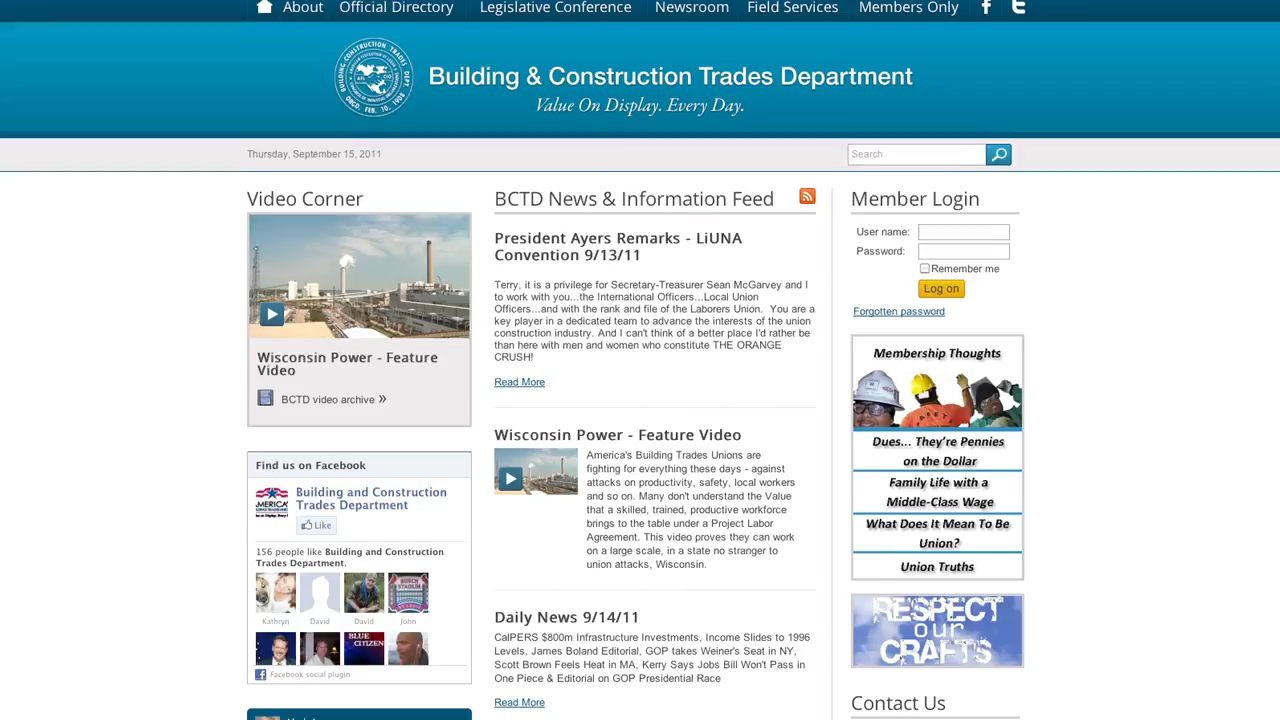 About Official Directory Legislative Conference Newsroom Field Services Members Only
Building & Construction Trades Department
Value On Display. Every Day.
Thursday, September 15, 2011
Search
Video Corner
Wisconsin Power - Feature
Video
BCTD video archive »
Find us on Facebook
Building and Construction
Trades Department
Like
156 people like Building and Construction
Trades Department.
Kathryn David David John
BLUE
CITIZEN
Facebook social plugin
BCTD News & Information Feed
President Ayers Remarks - LiUNA
Convention 9/13/11
Terry, it is a privilege for Secretary-Treasurer Sean McGarvey and I
to work with you...the International Officers...Local Union
Officers...and with the rank and file of the Laborers Union. You are a
key player in a dedicated team to advance the interests of the union
construction industry. And I can't think of a better place I'd rather be
than here with men and women who constitute THE ORANGE
CRUSH!
Read More
Wisconsin Power - Feature Video
America's Building Trades Unions are
fighting for everything these days - against
attacks on productivity, safety, local workers
and so on. Many don't understand the Value
that a skilled, trained, productive workforce
brings to the table under a Project Labor
Agreement. This video proves they can work
on a large scale, in a state no stranger to
union attacks, Wisconsin.
Daily News 9/14/11
CalPERS $800m Infrastructure Investments, Income Slides to 1996
Levels, James Boland Editorial, GOP takes Weiner's Seat in NY,
Scott Brown Feels Heat in MA, Kerry Says Jobs Bill Won't Pass in
One Piece & Editorial on GOP Presidential Race
Read More
Member Login
User name:
Password:
Remember me
Log on
Forgotten password
Membership Thoughts
Dues... They're Pennies
on the Dollar
Family Life with a
Middle-Class Wage
What Does It Mean To Be
Union?
Union Truths
RESPECT
our
CRAFTS
Contact Us